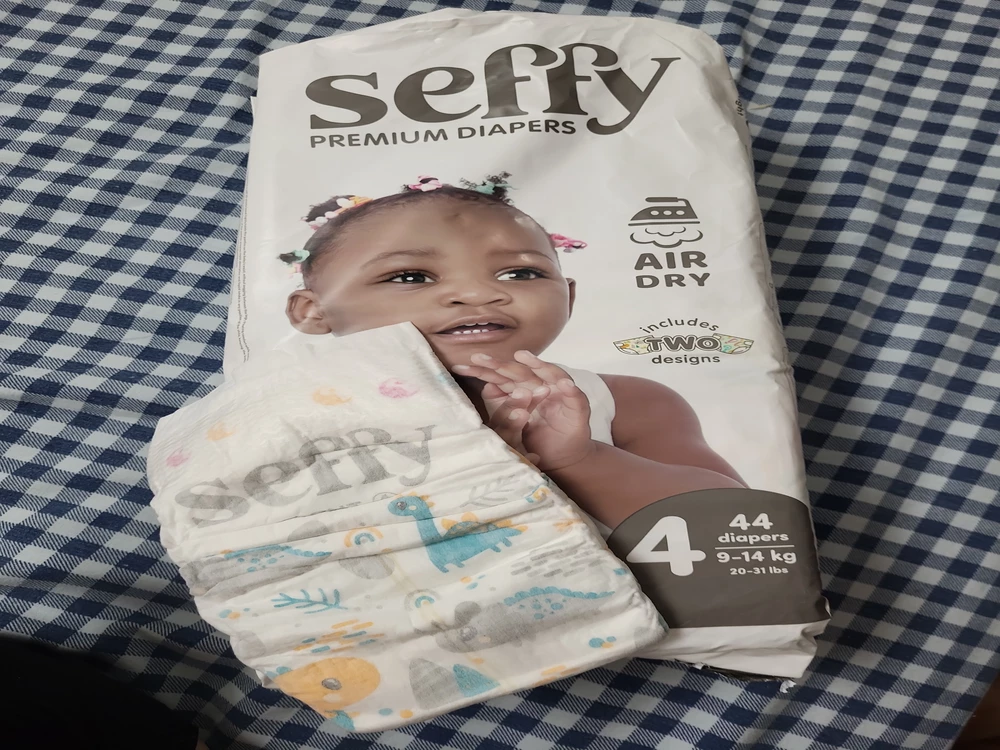 seffy
PREMIUM DIAPERS
AIR
DRY
includes
TWO
designs
seffy
4
44
diapers
9-14 kg
20-31 lbs